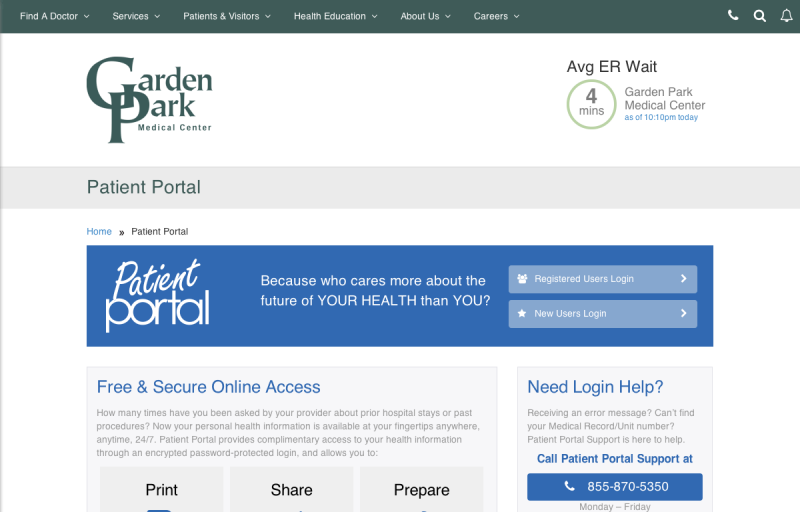 Find A Doctor
Services
Patients & Visitors
Health Education
About Us
Careers
Garden
Park
Medical Center
Avg ER Wait
4
mins
Garden Park
Medical Center
as of 10:10pm today
Patient Portal
Home » Patient Portal
Patient
portal
Because who cares more about the
future of YOUR HEALTH than YOU?
Registered Users Login
New Users Login
Free & Secure Online Access
How many times have you been asked by your provider about prior hospital stays or past
procedures? Now your personal health information is available at your fingertips anywhere,
anytime, 24/7. Patient Portal provides complimentary access to your health information
through an encrypted password-protected login, and allows you to:
Print
Share
Prepare
Need Login Help?
Receiving an error message? Can't find
your Medical Record/Unit number?
Patient Portal Support is here to help.
Call Patient Portal Support at
855-870-5350
Monday – Friday